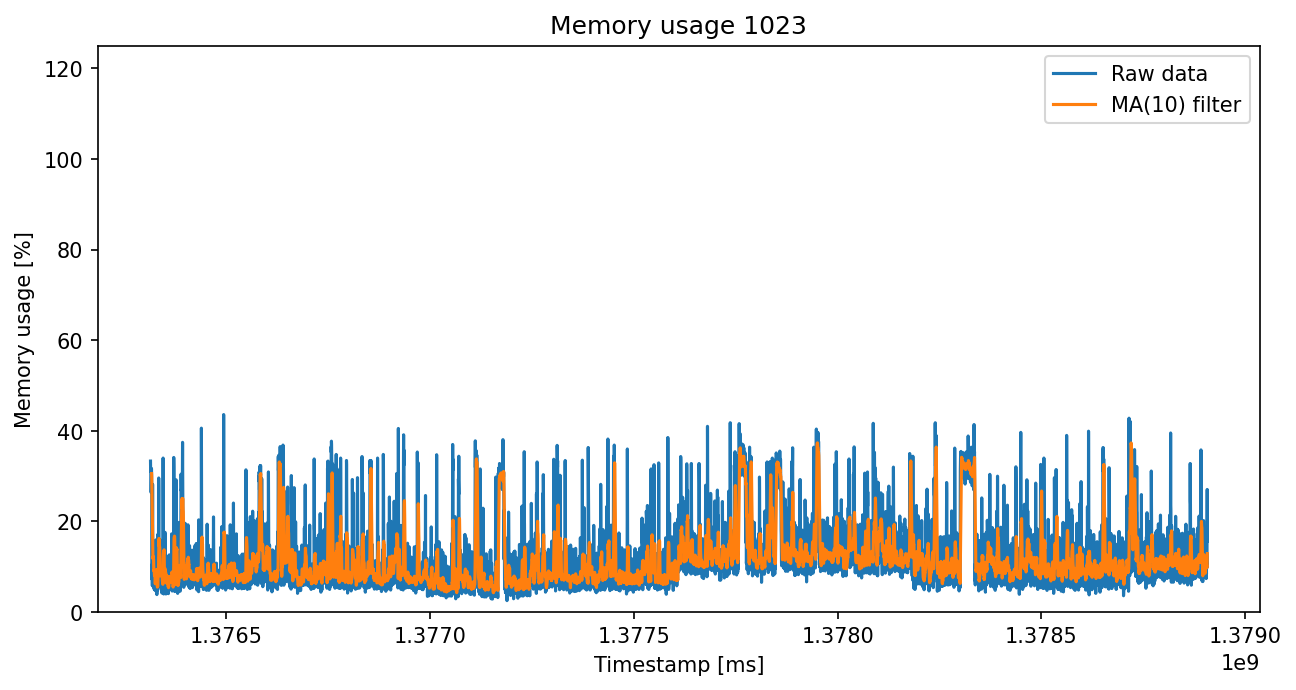 Memory usage 1023
Raw data
MA(10) filter
Memory usage [%]
120
100
80
60
40
20
0
1.3765 1.3770 1.3775 1.3780 1.3785 1.3790
1e9
Timestamp [ms]